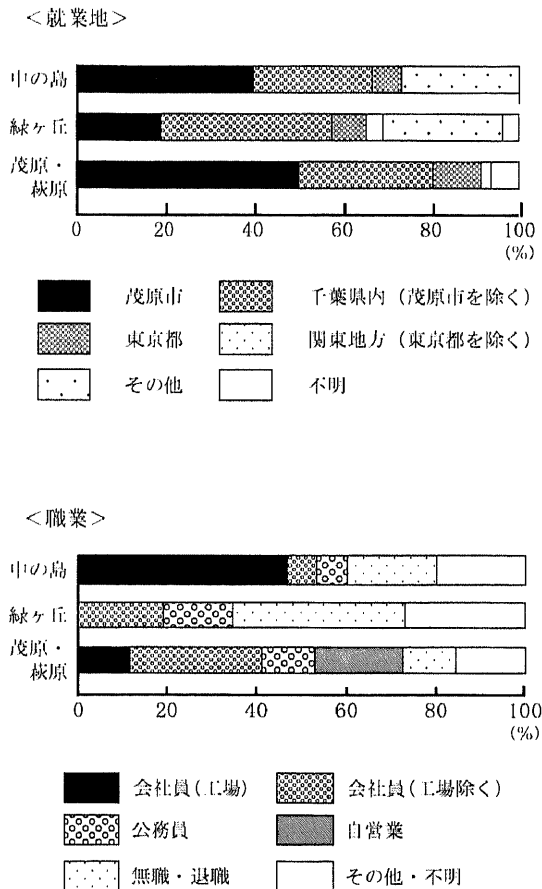 ＜就業地＞
中の島
緑ヶ丘
茂原・
萩原
0 20 40 60 80 100
(%)
茂原市 千葉県内（茂原市を除く）
東京都 関東地方（東京都を除く）
その他 不明
＜職業＞
中の島
緑ヶ丘
茂原・
萩原
0 20 40 60 80 100
(%)
会社員(工場) 会社員(工場除く)
公務員 自営業
無職・退職 その他・不明